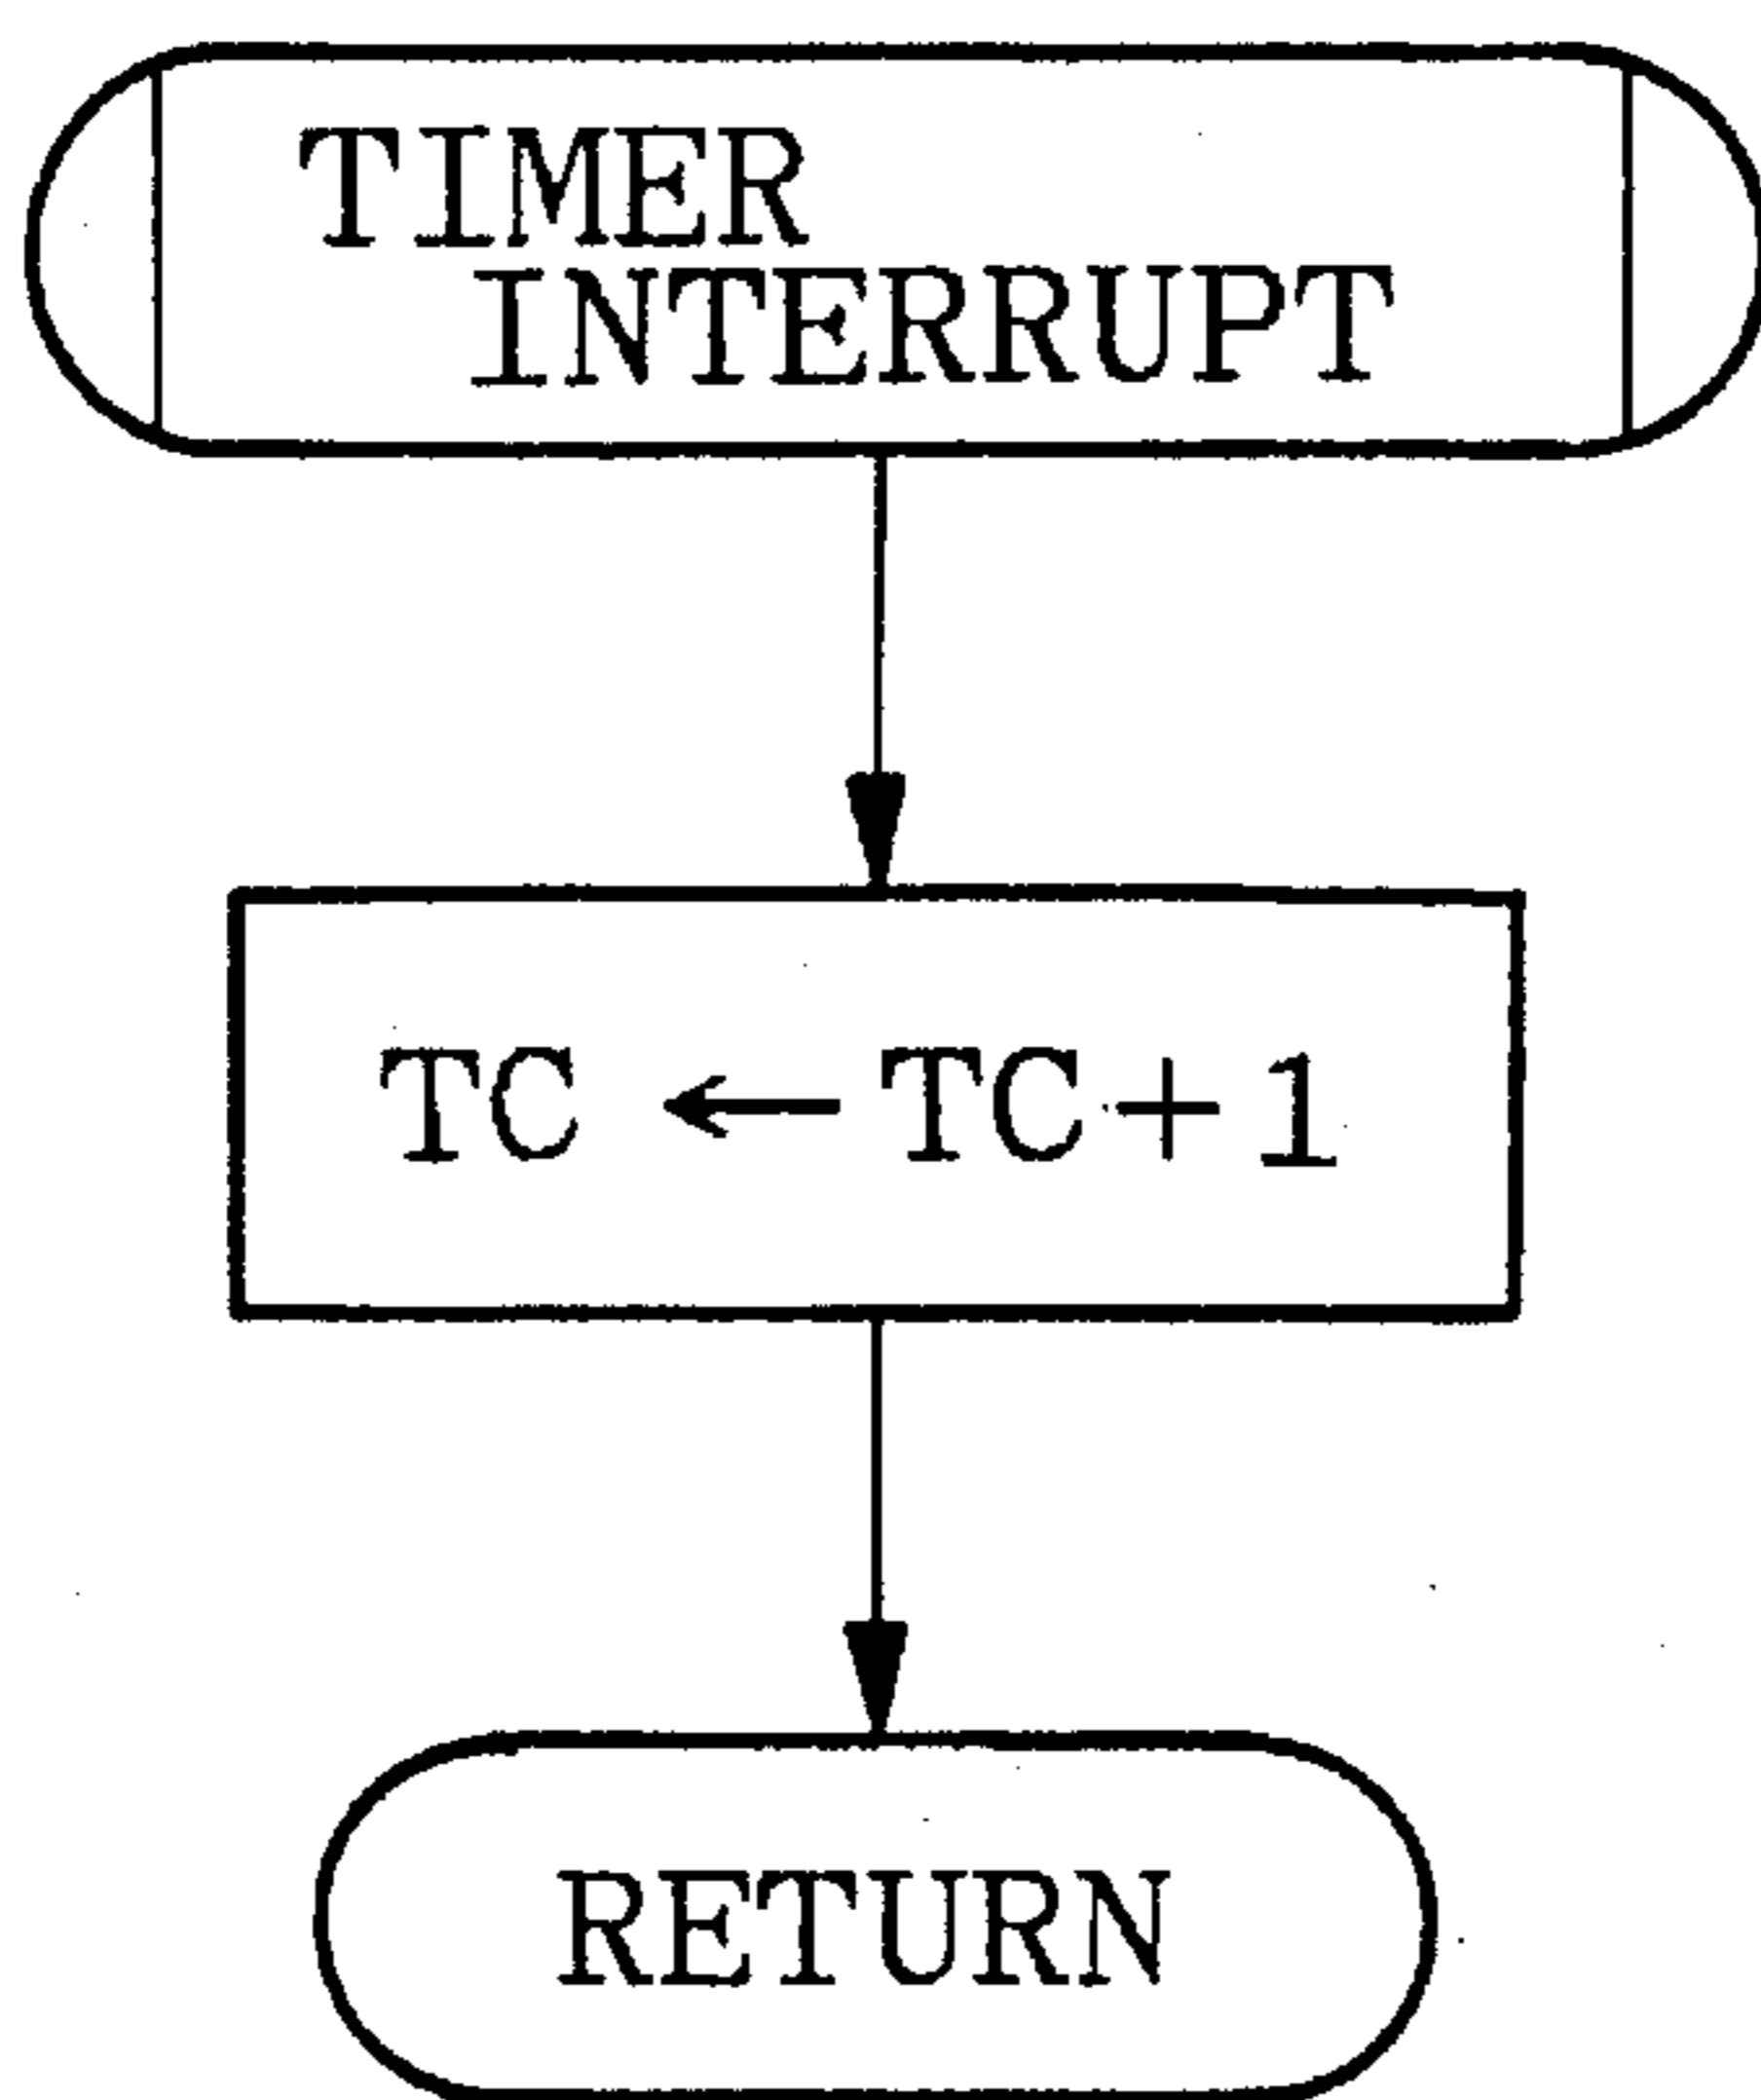 TIMER
INTERRUPT
TC ← TC+1
RETURN